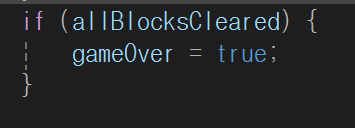 if (allBlocksCleared) {
    gameOver = true;
}